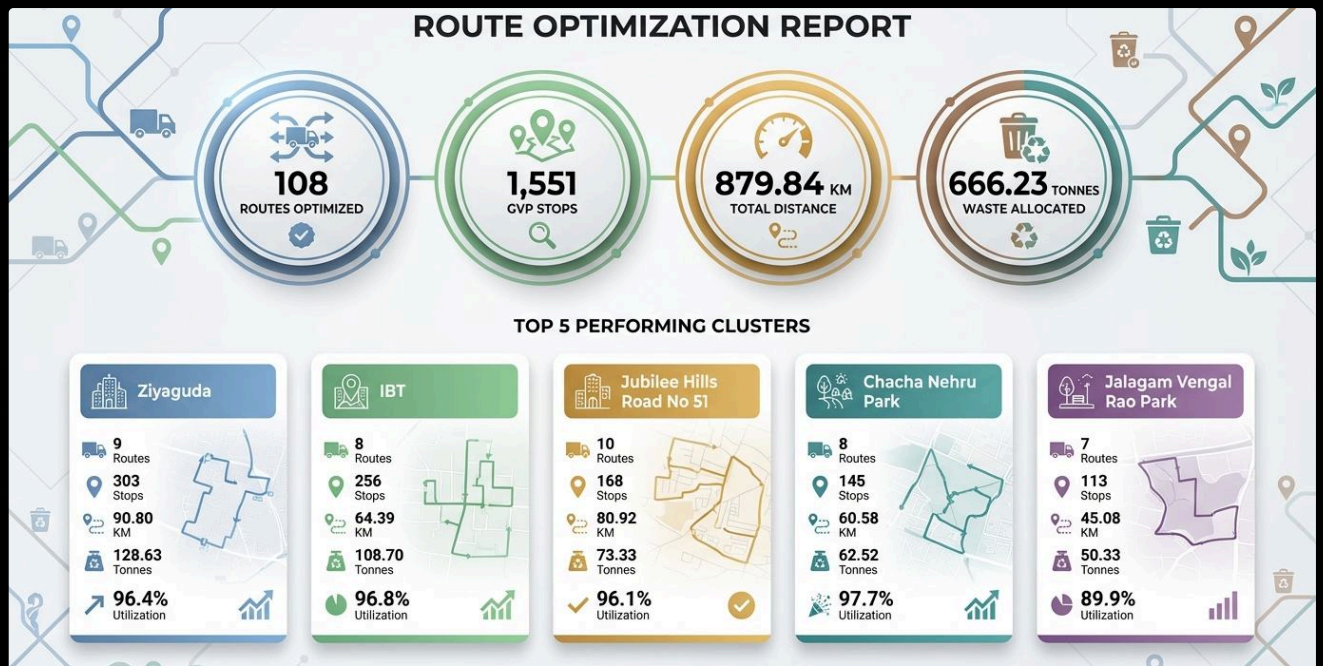 ROUTE OPTIMIZATION REPORT
108
ROUTES OPTIMIZED
1,551
GVP STOPS
879.84 KM
TOTAL DISTANCE
666.23 TONNES
WASTE ALLOCATED
TOP 5 PERFORMING CLUSTERS
Ziyaguda
9
Routes
303
Stops
90.80
KM
128.63
Tonnes
96.4%
Utilization
IBT
8
Routes
256
Stops
64.39
KM
108.70
Tonnes
96.8%
Utilization
Jubilee Hills
Road No 51
10
Routes
168
Stops
80.92
KM
73.33
Tonnes
96.1%
Utilization
Chacha Nehru
Park
8
Routes
145
Stops
60.58
KM
62.52
Tonnes
97.7%
Utilization
Jalagam Vengal
Rao Park
7
Routes
113
Stops
45.08
KM
50.33
Tonnes
89.9%
Utilization